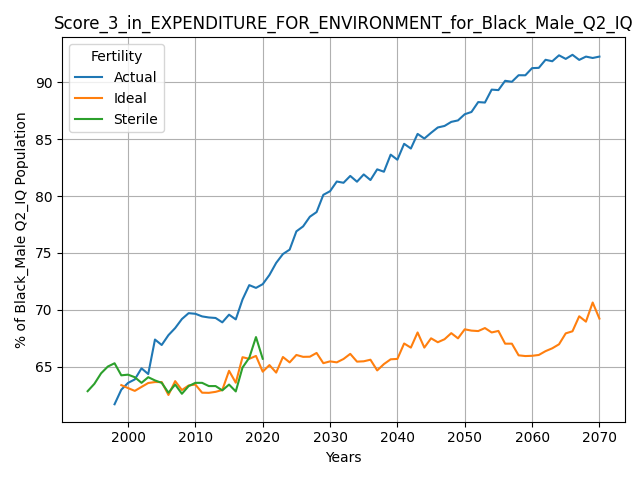 Score_3_in_EXPENDITURE_FOR_ENVIRONMENT_for_Black_Male_Q2_IQ
Fertility
Actual
Ideal
Sterile
% of Black_Male Q2_IQ Population
90
85
80
75
70
65
2000 2010 2020 2030 2040 2050 2060 2070
Years